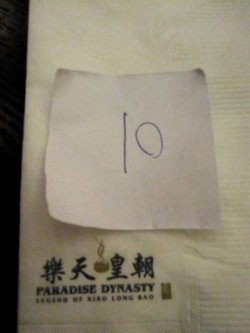 10
樂天皇朝
PARADISE DYNASTY
LEGEND OF XIAO LONG BAO